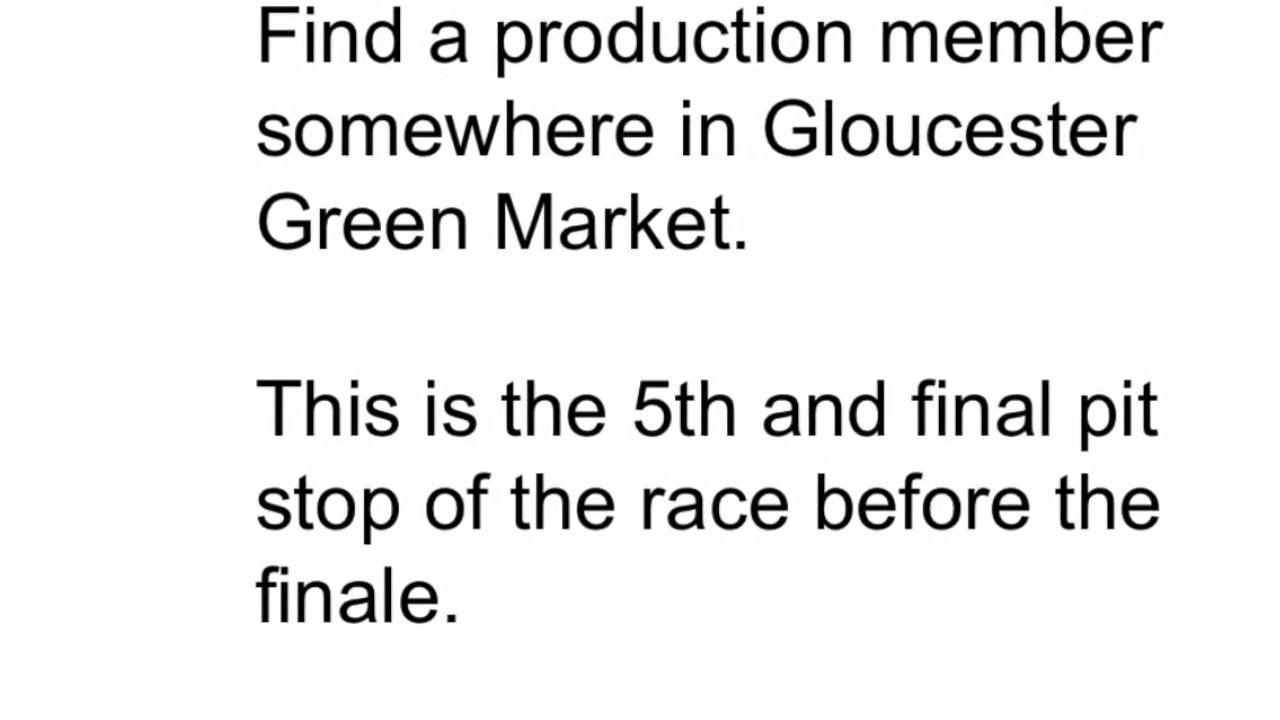 Find a production member
somewhere in Gloucester
Green Market.
This is the 5th and final pit
stop of the race before the
finale.